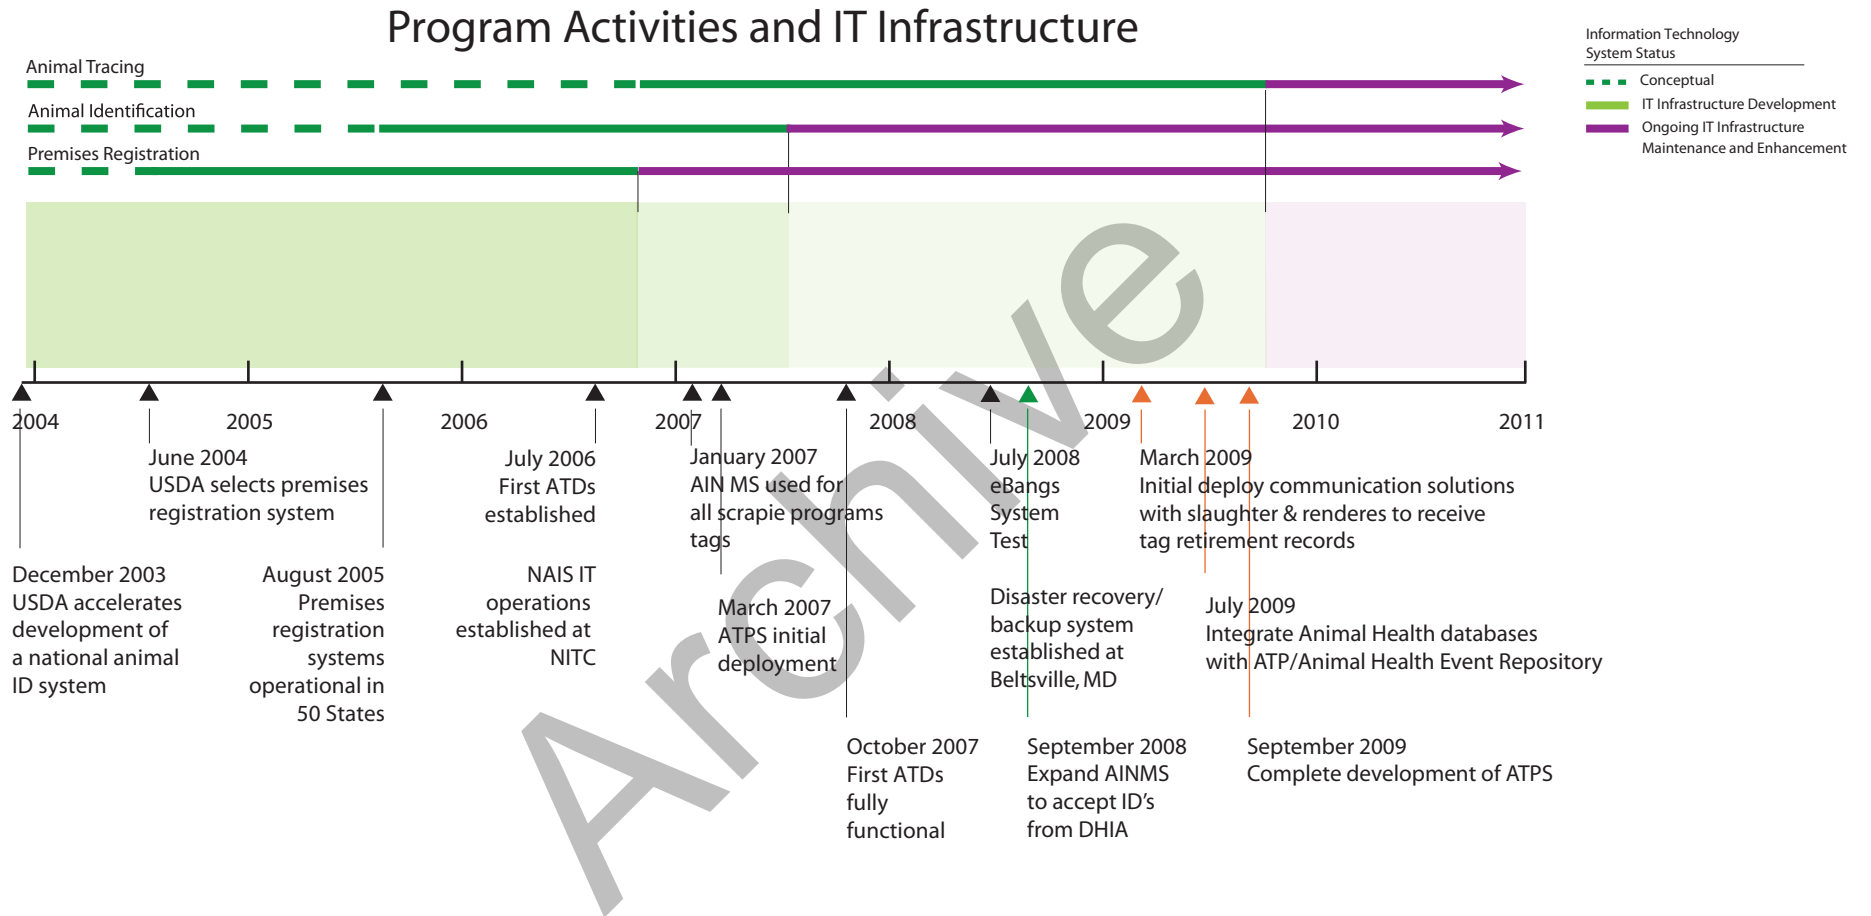 Program Activities and IT Infrastructure
Information Technology
System Status
Conceptual
IT Infrastructure Development
Ongoing IT Infrastructure
Maintenance and Enhancement
Animal Tracing
Animal Identification
Premises Registration
2004
2005
2006
2007
2008
2009
2010
2011
December 2003
USDA accelerates
development of
a national animal
ID system
June 2004
USDA selects premises
registration system
August 2005
Premises
registration
systems
operational in
50 States
July 2006
First ATDs
established
NAIS IT
operations
established at
NITC
January 2007
AIN MS used for
all scrapie programs
tags
March 2007
ATPS initial
deployment
October 2007
First ATDs
fully
functional
July 2008
eBangs
System
Test
Disaster recovery/
backup system
established at
Beltsville, MD
September 2008
Expand AINMS
to accept ID's
from DHIA
March 2009
Initial deploy communication solutions
with slaughter & renderes to receive
tag retirement records
July 2009
Integrate Animal Health databases
with ATP/Animal Health Event Repository
September 2009
Complete development of ATPS
Archive